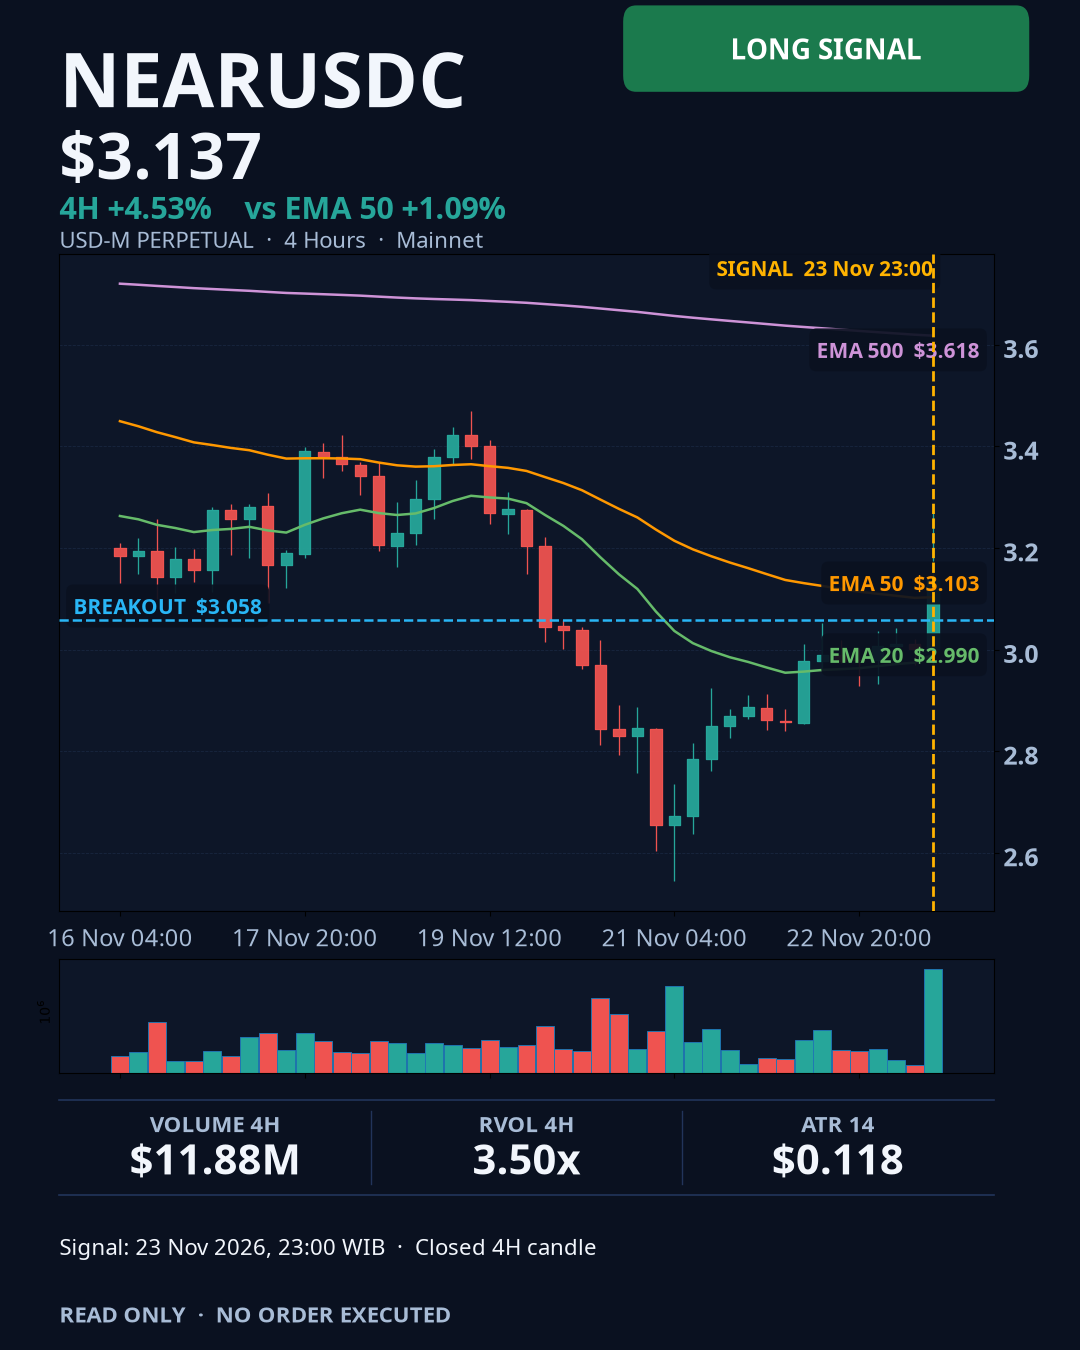 LONG SIGNAL
NEARUSDC
$3.137
4H +4.53% vs EMA 50 +1.09%
USD-M PERPETUAL · 4 Hours · Mainnet
SIGNAL 23 Nov 23:00
EMA 500 $3.618
3.6
3.4
3.2
EMA 50 $3.103
BREAKOUT $3.058
EMA 20 $2.990
3.0
2.8
2.6
16 Nov 04:00 17 Nov 20:00 19 Nov 12:00 21 Nov 04:00 22 Nov 20:00
10⁶
VOLUME 4H RVOL 4H ATR 14
$11.88M 3.50x $0.118
Signal: 23 Nov 2026, 23:00 WIB · Closed 4H candle
READ ONLY · NO ORDER EXECUTED